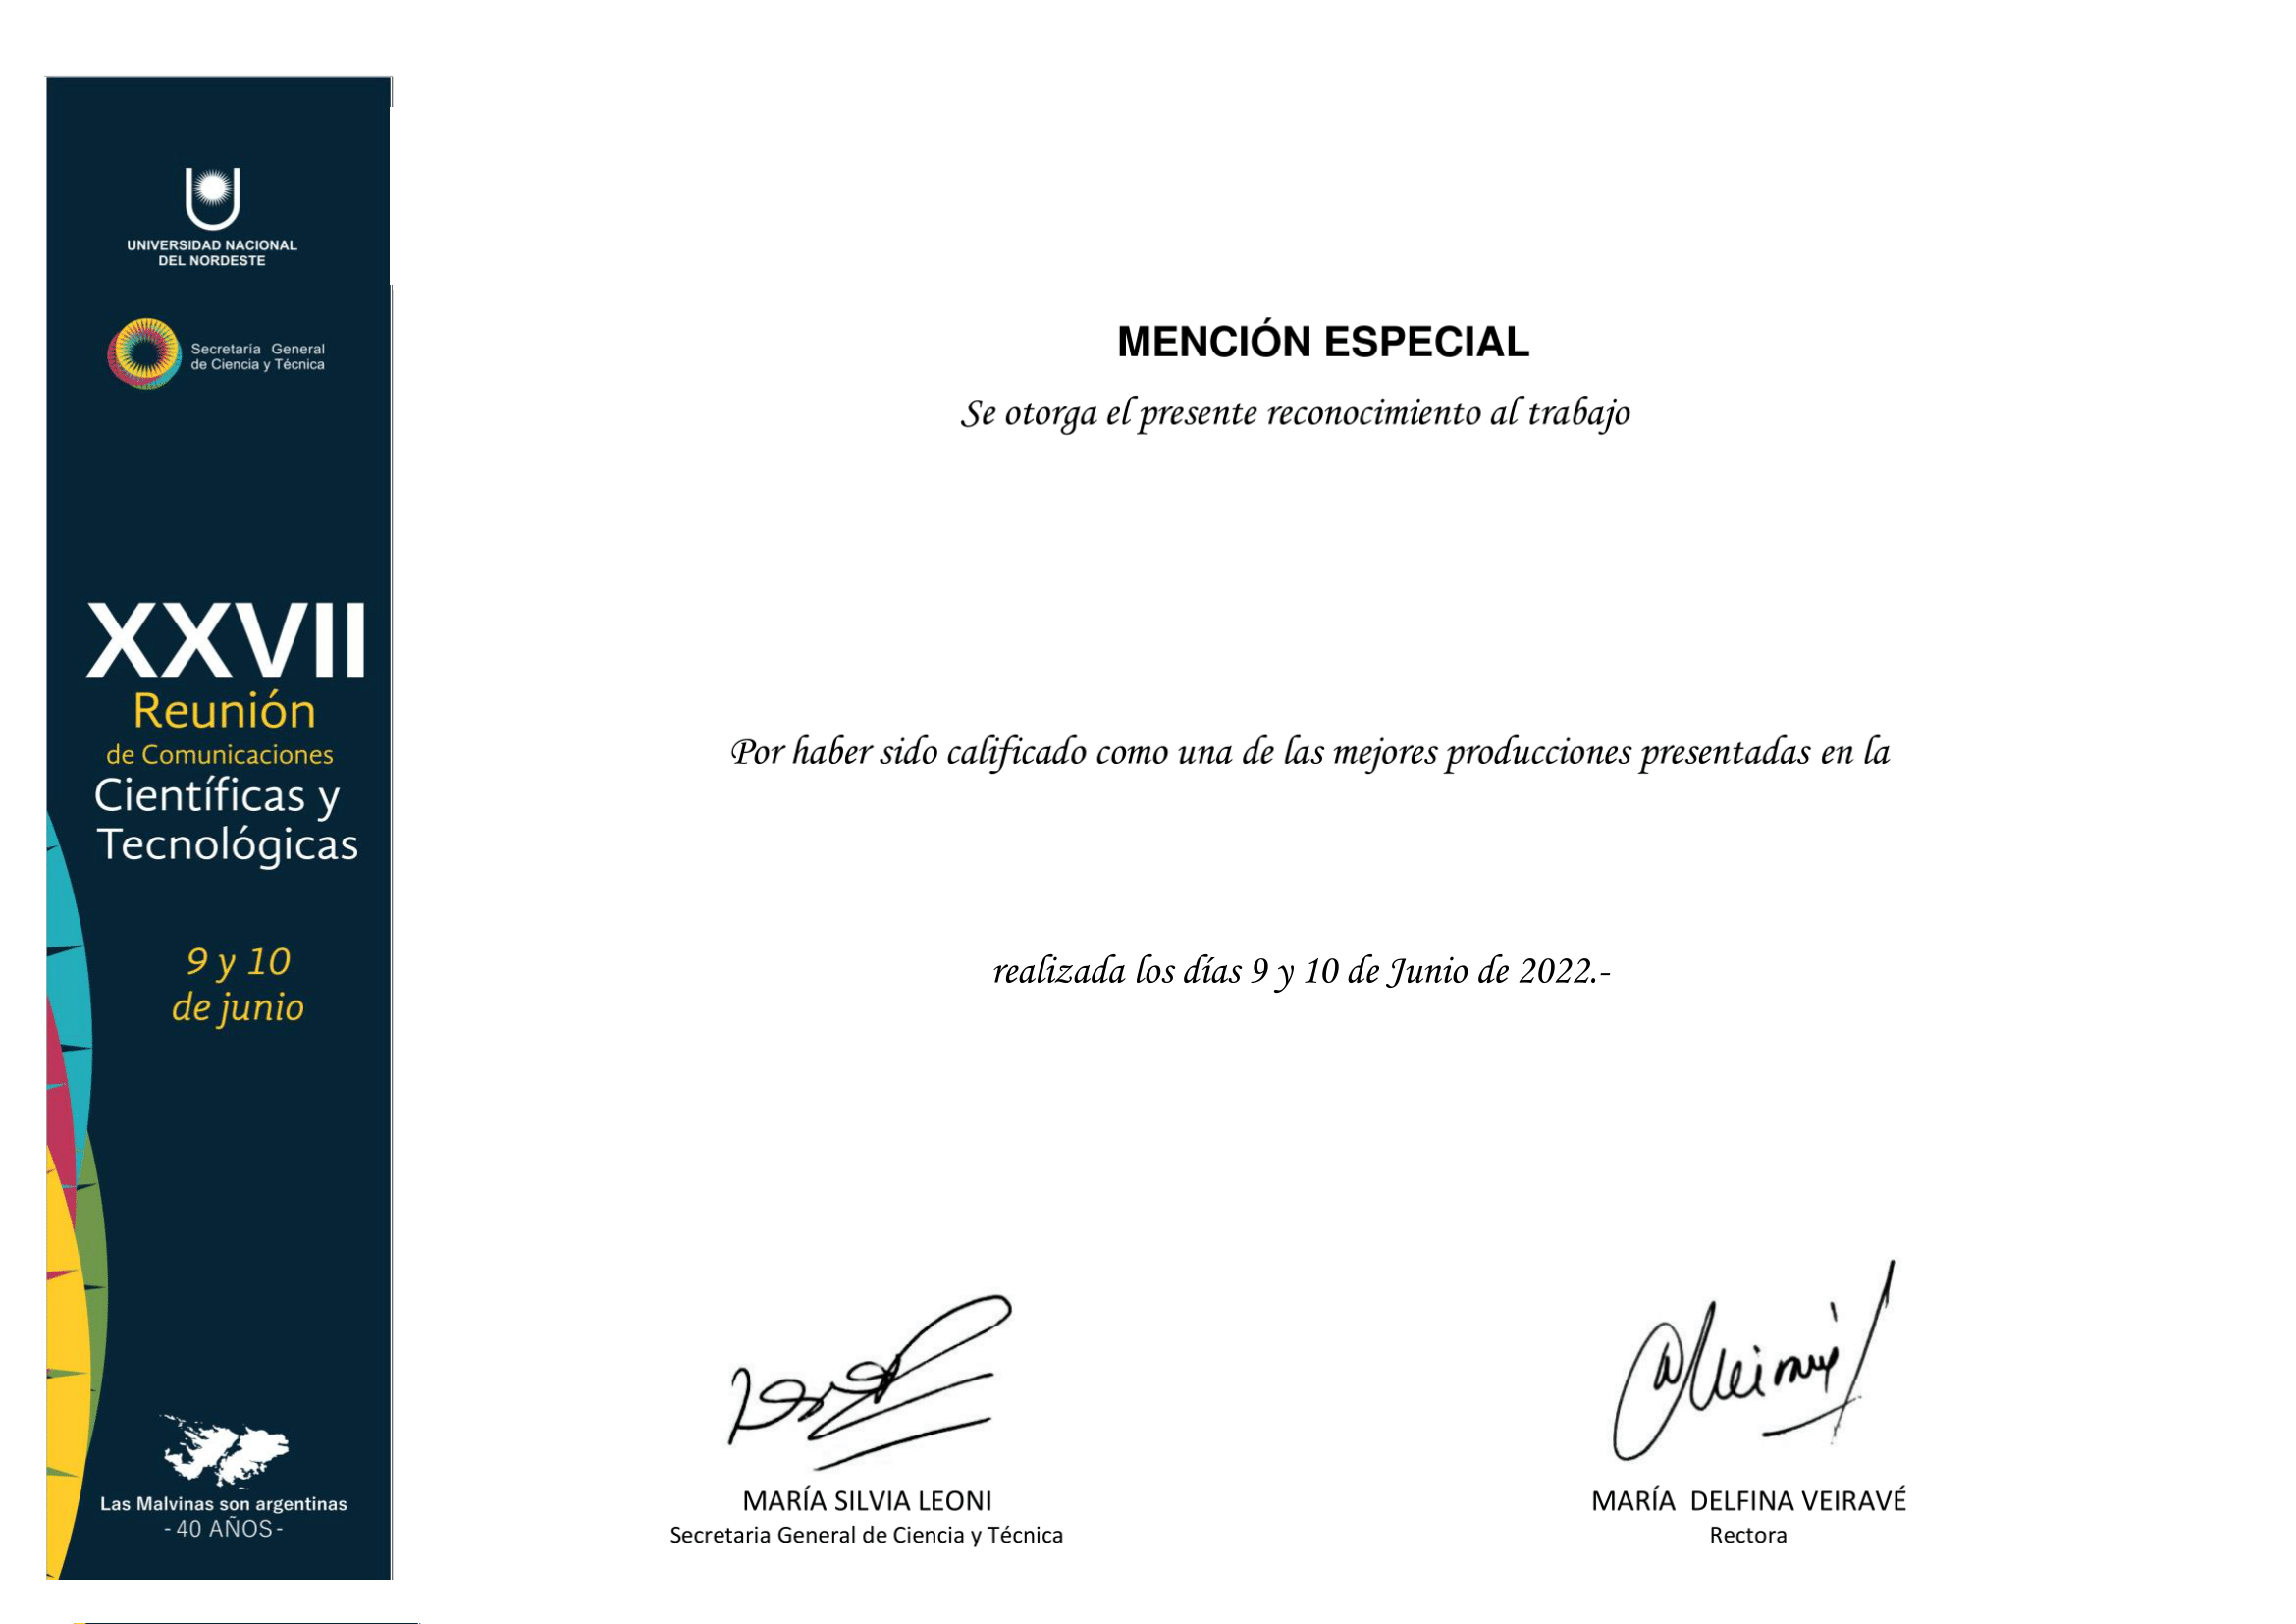 UNIVERSIDAD NACIONAL
DEL NORDESTE
Secretaría General
de Ciencia y Técnica
XXVII
Reunión
de Comunicaciones
Científicas y
Tecnológicas
9 y 10
de junio
Las Malvinas son argentinas
- 40 AÑOS -
MENCIÓN ESPECIAL
Se otorga el presente reconocimiento al trabajo
Por haber sido calificado como una de las mejores producciones presentadas en la
realizada los días 9 y 10 de Junio de 2022.-
MARÍA SILVIA LEONI
Secretaria General de Ciencia y Técnica
MARÍA DELFINA VEIRAVÉ
Rectora